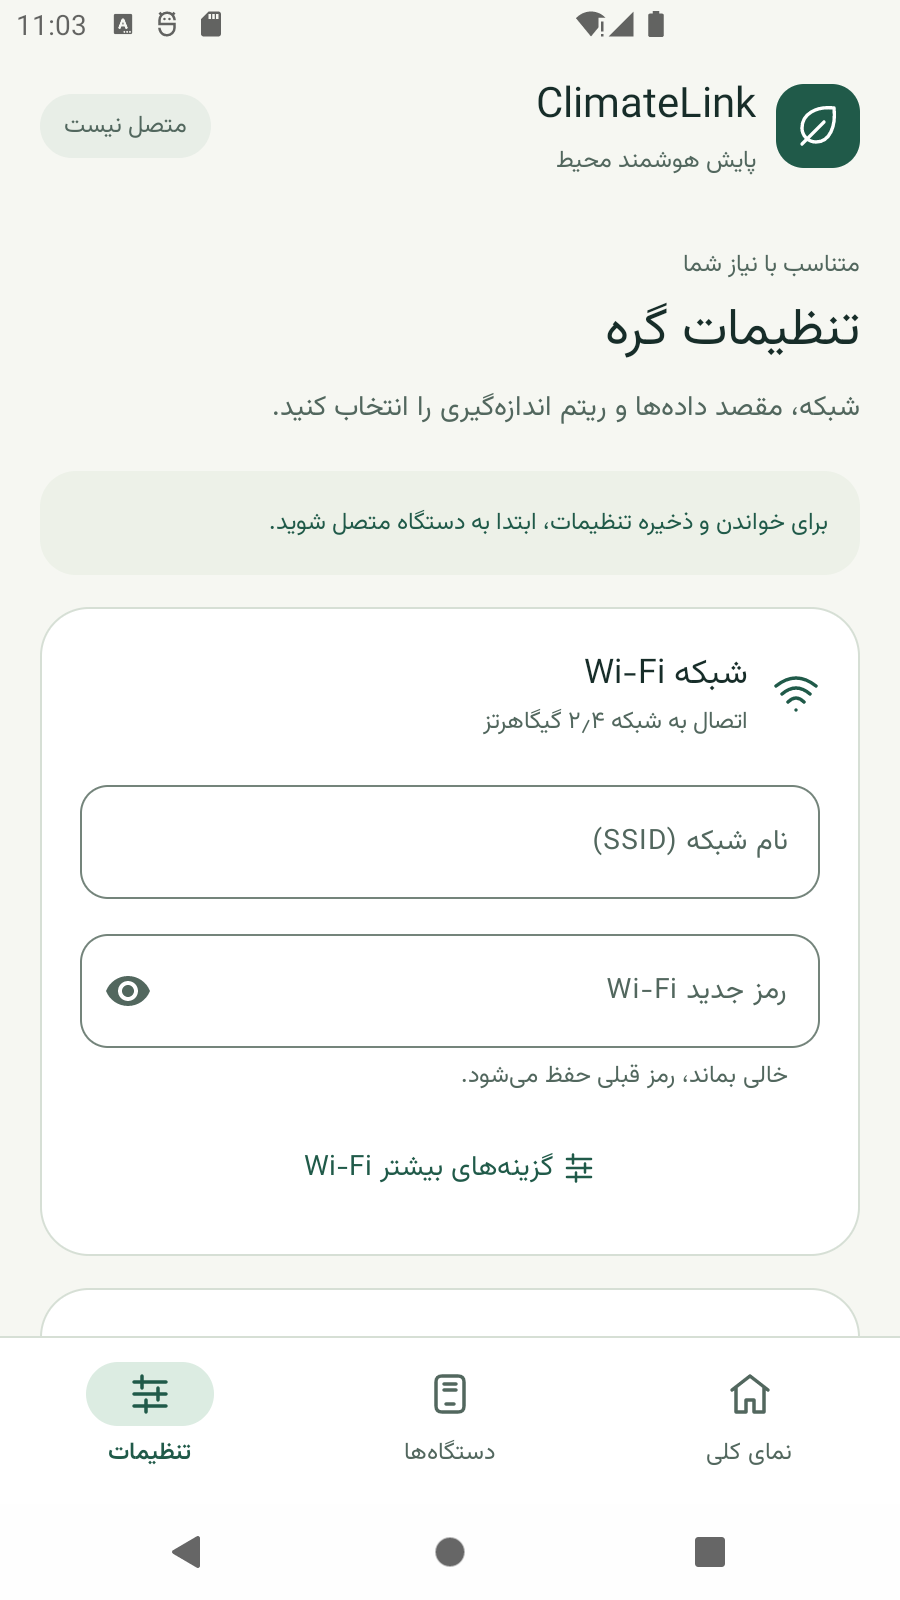 11:03
ClimateLink
پایش هوشمند محیط
متصل نیست
متناسب با نیاز شما
تنظیمات گره
شبکه، مقصد داده‌ها و ریتم اندازه‌گیری را انتخاب کنید.
برای خواندن و ذخیره تنظیمات، ابتدا به دستگاه متصل شوید.
شبکه Wi-Fi
اتصال به شبکه ۲٫۴ گیگاهرتز
نام شبکه (SSID)
رمز جدید Wi-Fi
خالی بماند، رمز قبلی حفظ می‌شود.
گزینه‌های بیشتر Wi-Fi
نمای کلی
دستگاه‌ها
تنظیمات